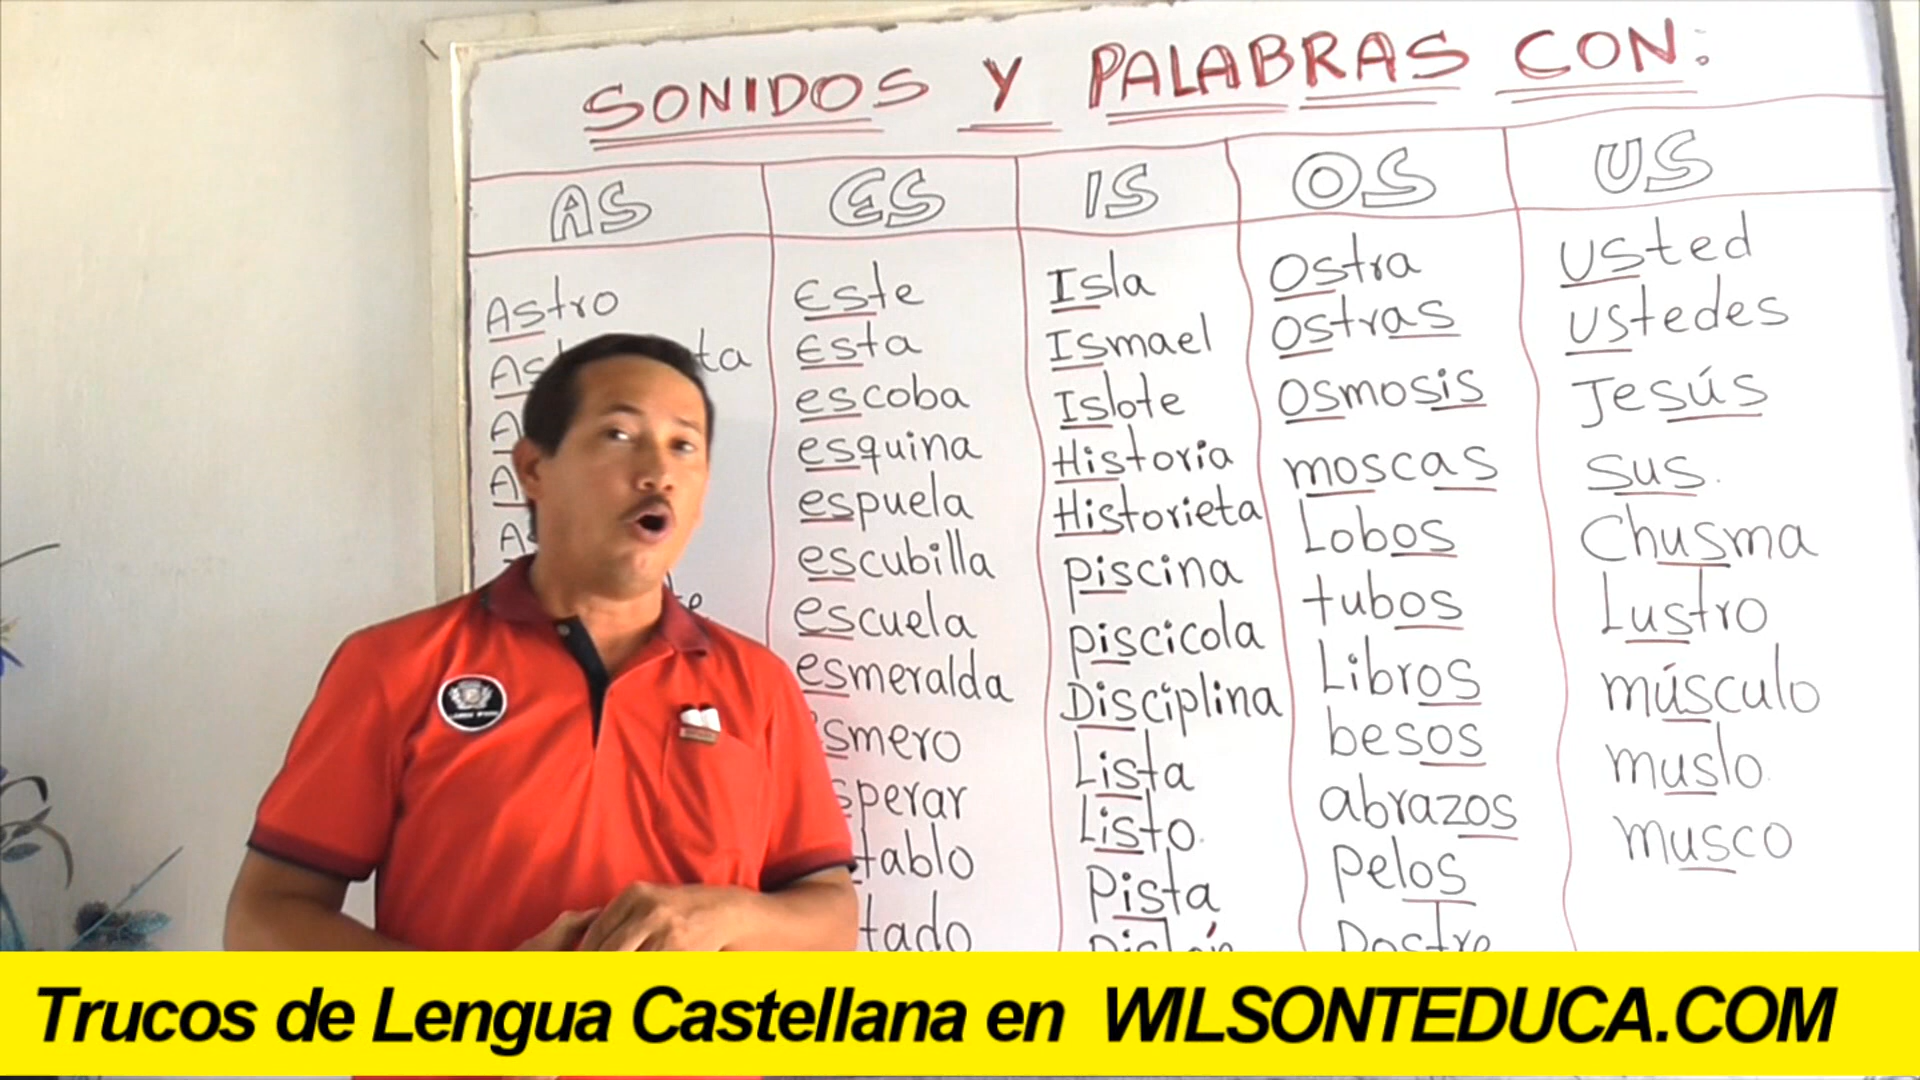 SONIDOS Y PALABRAS CON:
AS ES IS OS US
Astro
Este
Esta
escoba
esquina
espuela
escubilla
escuela
esmeralda
esmero
Isla
Ismael
Islote
Historia
Historieta
piscina
piscicola
Disciplina
Lista
Listo.
Pista
Ostra
Ostras
Osmosis
moscas
Lobos
tubos
Libros
besos
abrazos
Pelos
Usted
ustedes
Jesús
sus.
Chusma
Lustro
músculo
muslo.
musco
Trucos de Lengua Castellana en WILSONTEDUCA.COM